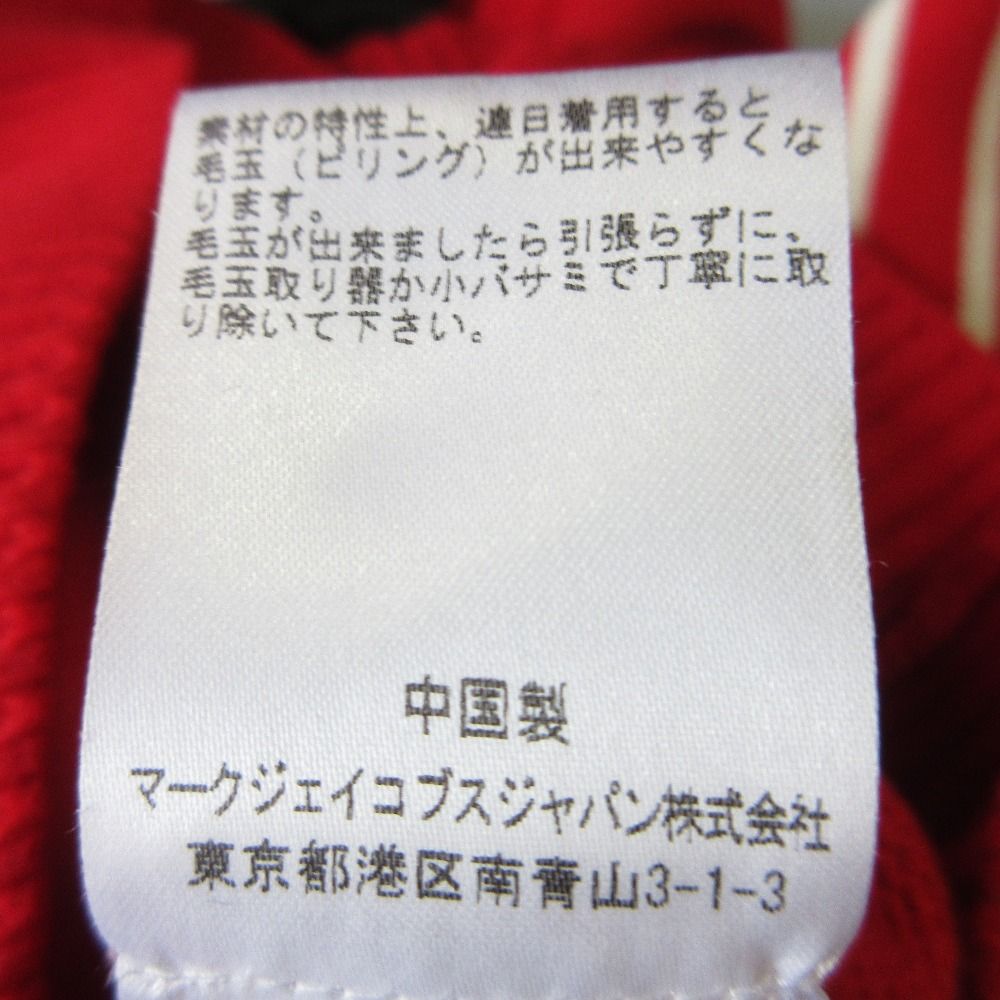 素材の特性上、連日着用すると
毛玉(ピリング)が出来やすくな
ります。
毛玉が出来ましたら引張らずに、
毛玉取り器か小バサミで丁寧に取
り除いて下さい。
中国製
マークジェイコブスジャパン株式会社
東京都港区南青山3-1-3